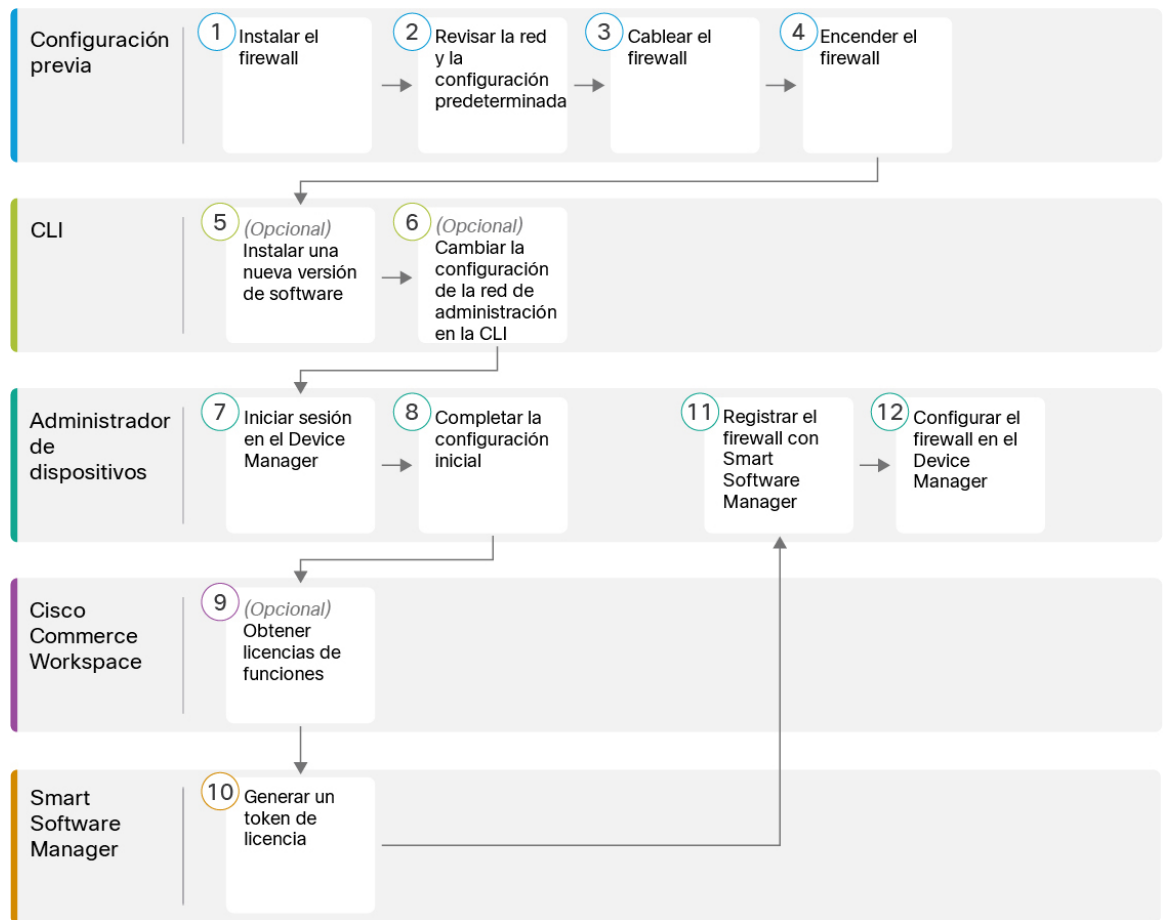 Configuración
previa
1
Instalar el
firewall
2
Revisar la red
y la
configuración
predeterminada
3
Cablear el
firewall
4
Encender el
firewall
CLI
5
(Opcional)
Instalar una
nueva versión
de software
6
(Opcional)
Cambiar la
configuración
de la red de
administración
en la CLI
Administrador
de
dispositivos
7
Iniciar sesión
en el Device
Manager
8
Completar la
configuración
inicial
11
Registrar el
firewall con
Smart
Software
Manager
12
Configurar el
firewall en el
Device
Manager
Cisco
Commerce
Workspace
9
(Opcional)
Obtener
licencias de
funciones
Smart
Software
Manager
10
Generar un
token de
licencia